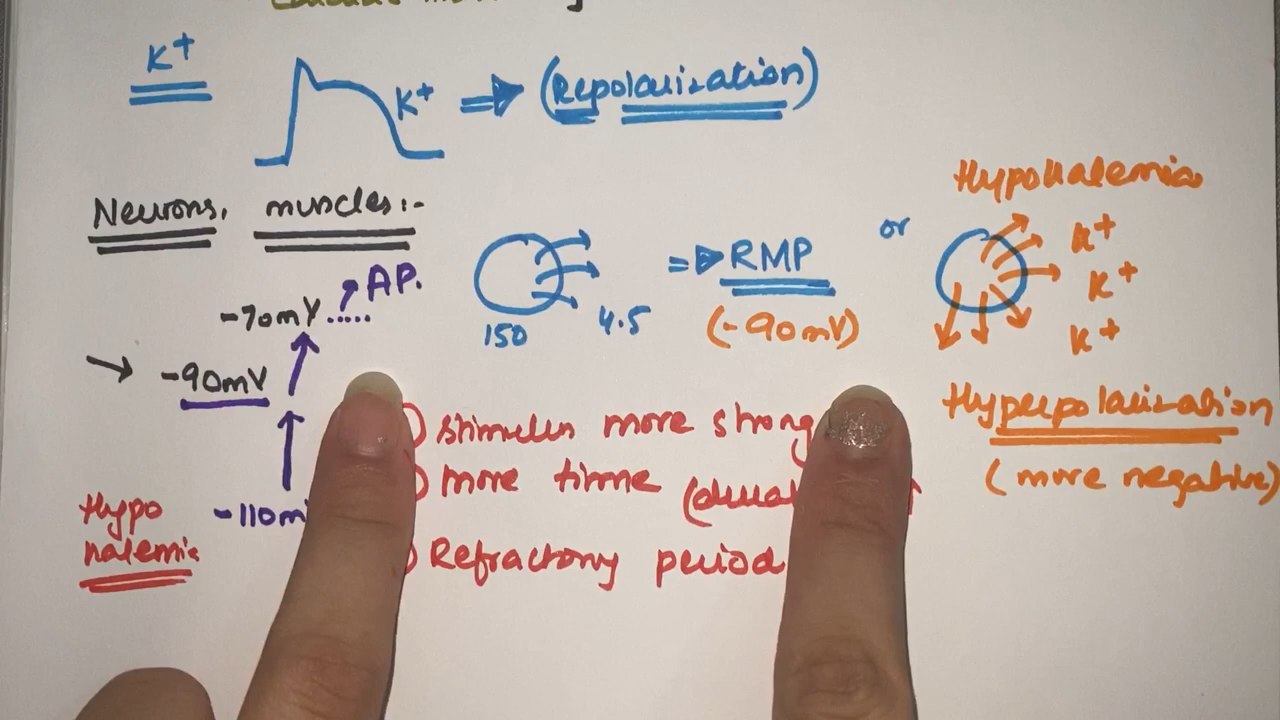 K+
K+ ⇒ (Repolarization)
Neurons, muscles:-
Hypokalemia
-70mV ..... AP.
→ -90mV
150
4.5
⇒ RMP
(-90mV)
or
K+
K+
K+
Hyperpolarization
(more negative)
stimulus more strong
more time
Refractory period
Hypo
kalemia
-110m